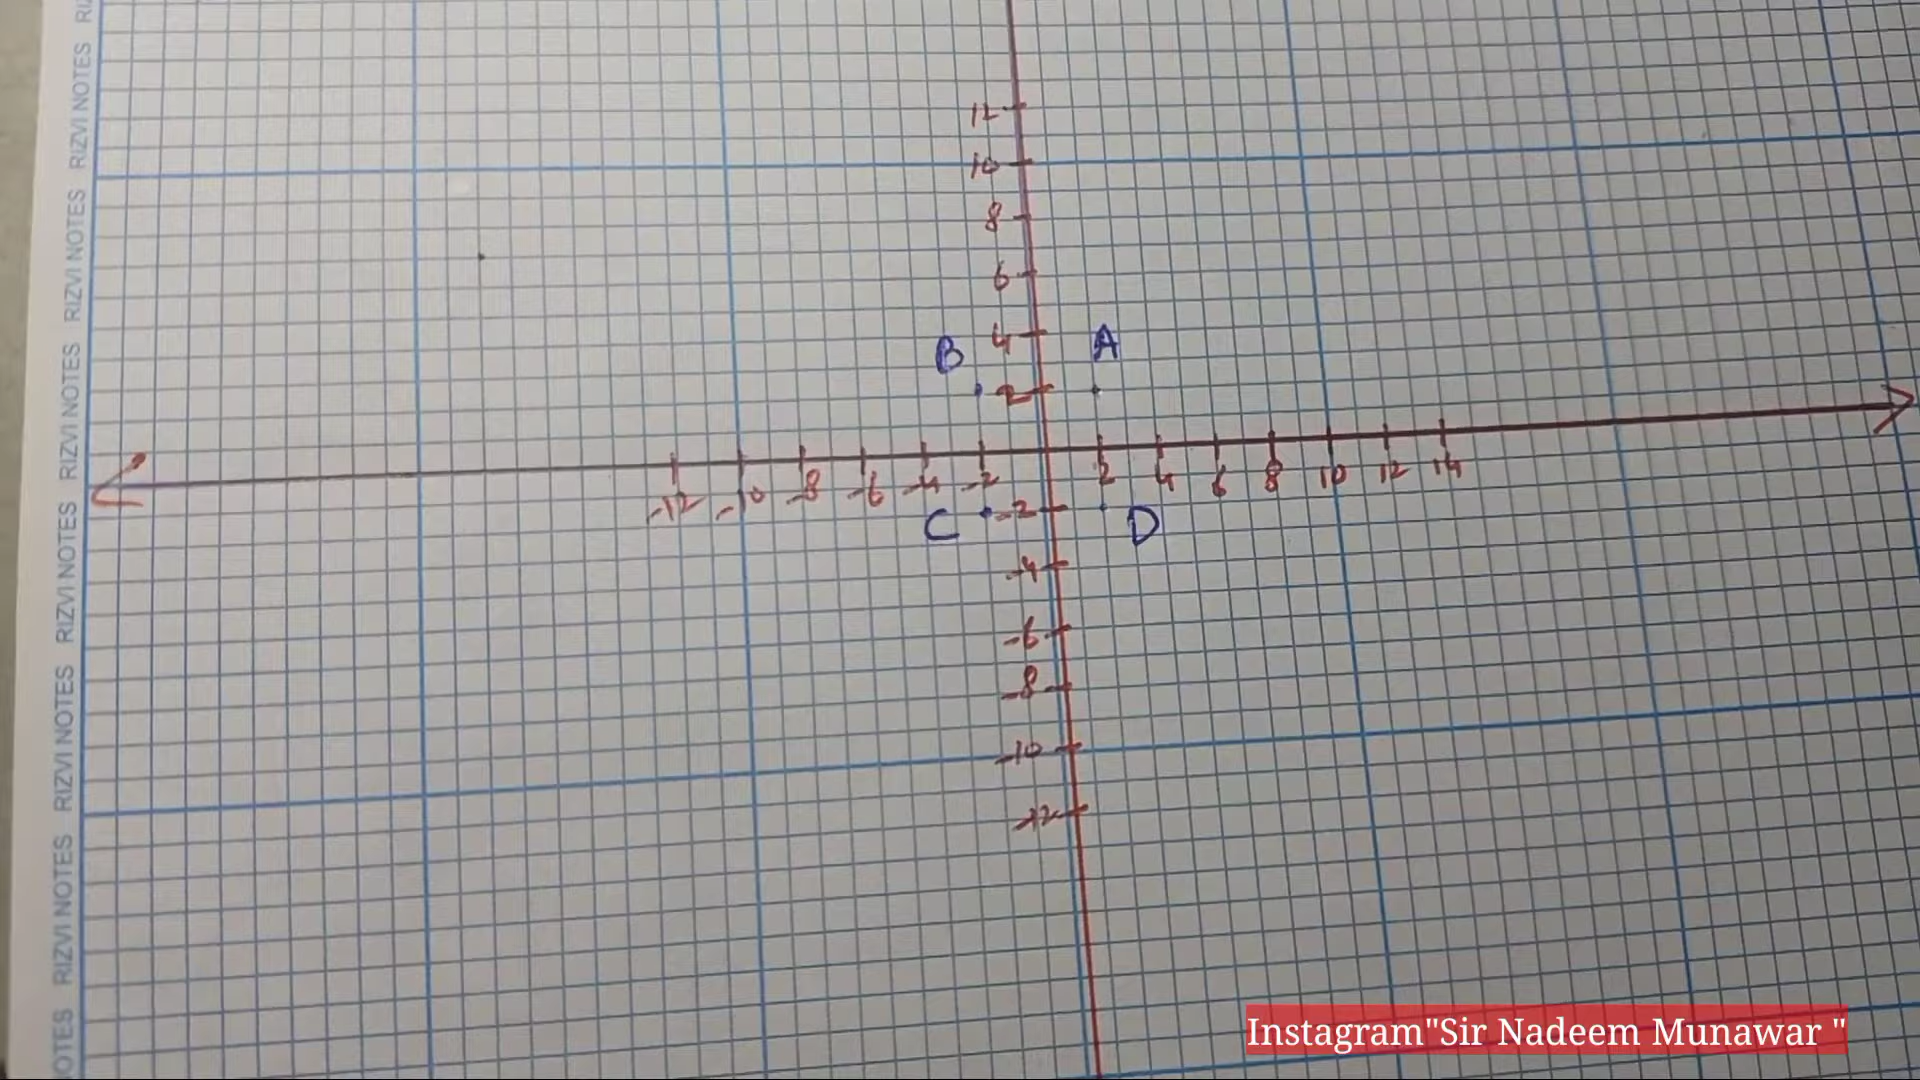 RIZVI NOTES RIZVI NOTES RIZVI NOTES RIZVI NOTES RIZVI NOTES RIZVI NOTES
12
10
8
6
4
2
B
A
-12 -10 -8 -6 -4 -2 2 4 6 8 10 12 14
C
-2
D
-4
-6
-8
-10
-12
Instagram"Sir Nadeem Munawar "